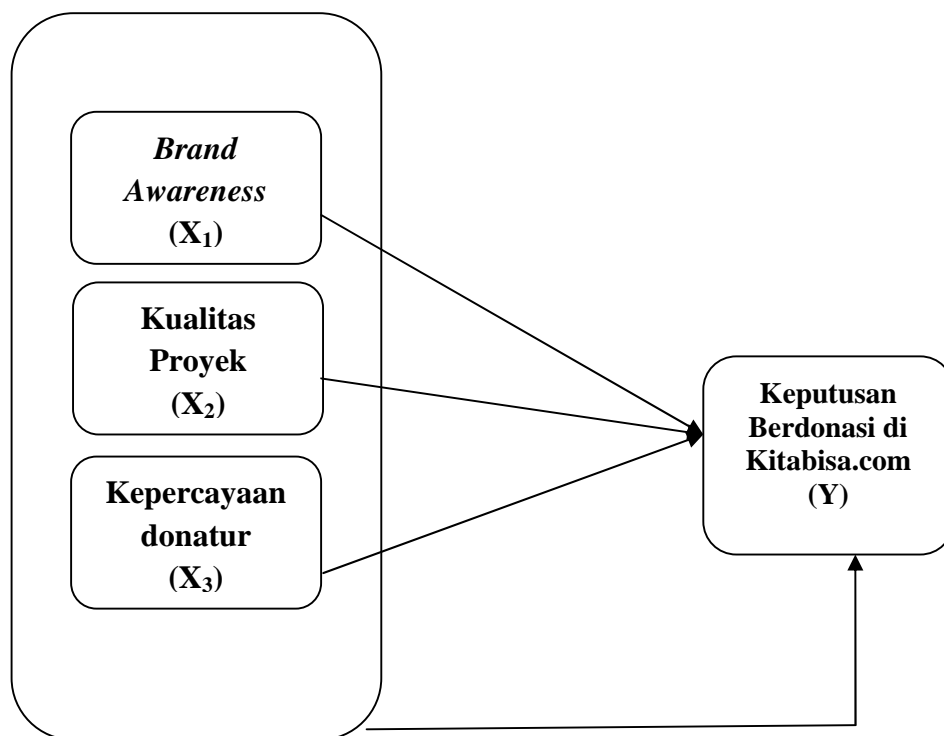 Brand
Awareness
(X₁)
Kualitas
Proyek
(X₂)
Kepercayaan
donatur
(X₃)
Keputusan
Berdonasi di
Kitabisa.com
(Y)